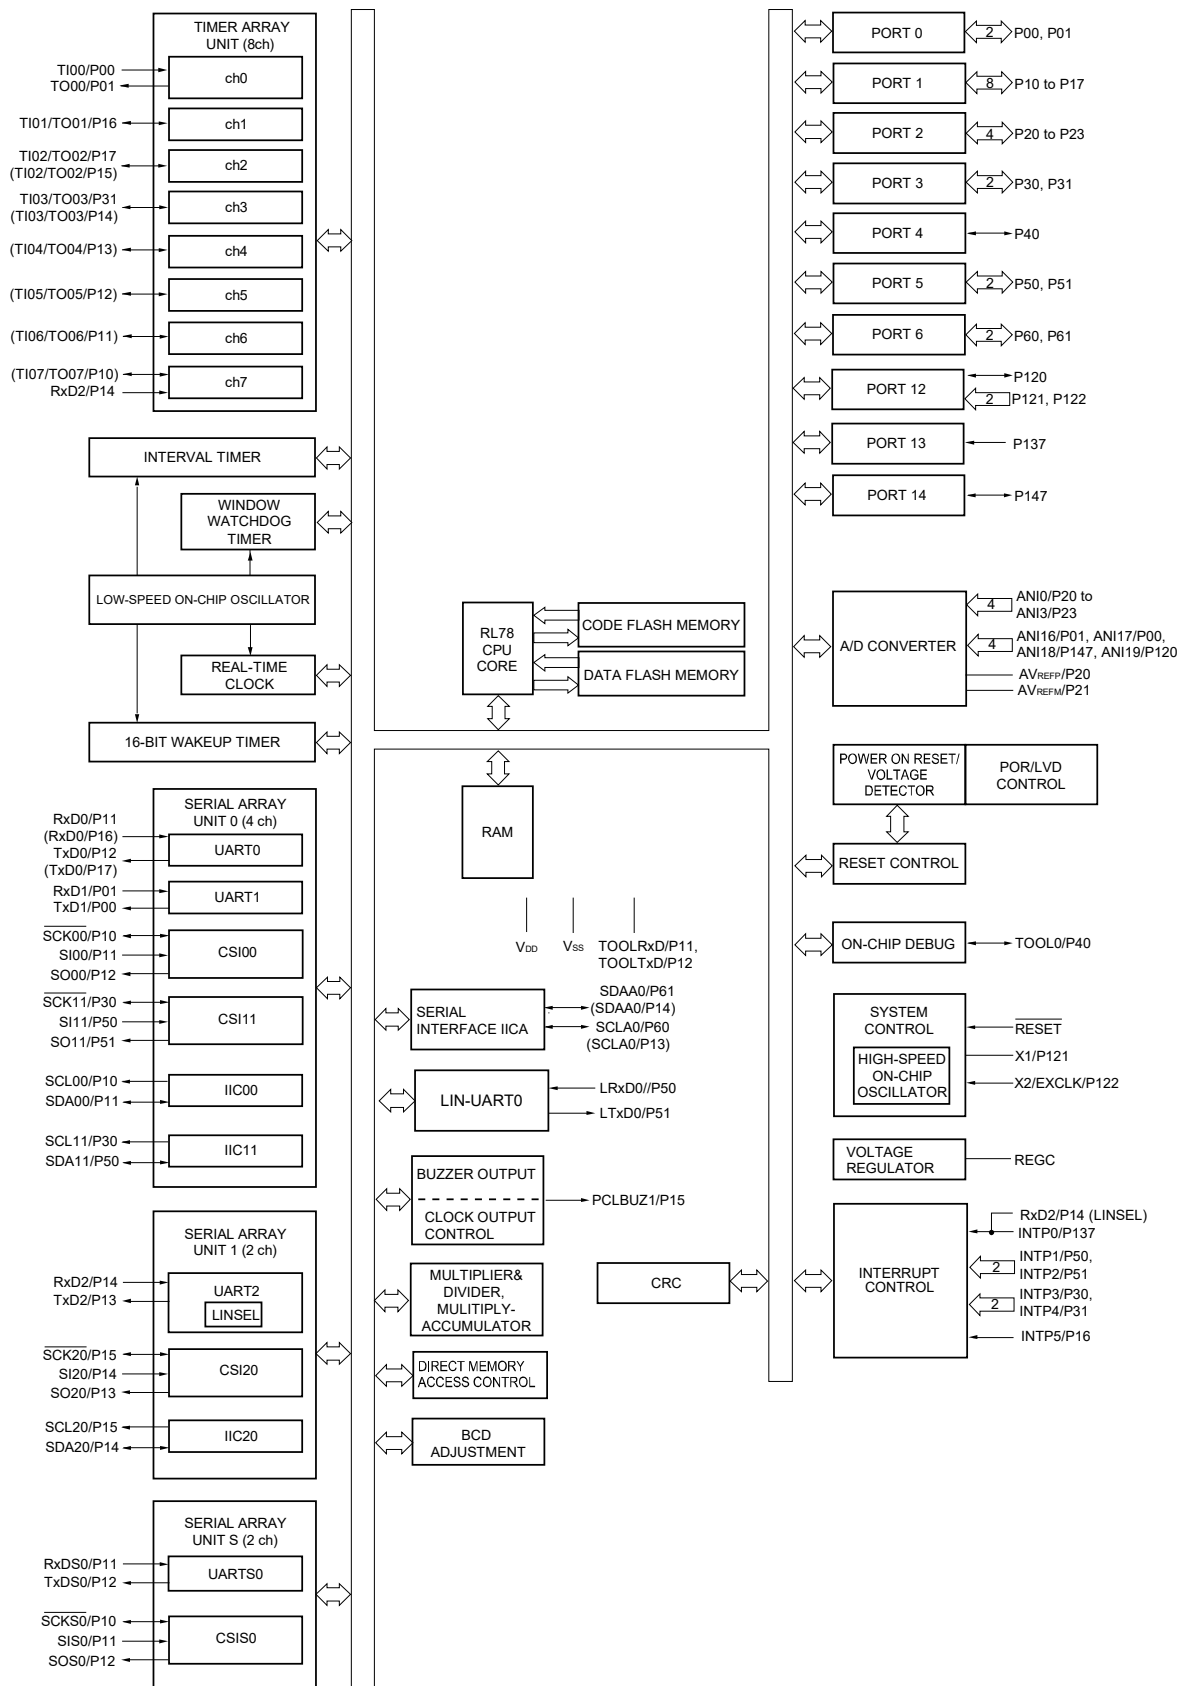 TIMER ARRAY
UNIT (8ch)
TI00/P00
TO00/P01
ch0
TI01/TO01/P16
ch1
TI02/TO02/P17
(TI02/TO02/P15)
ch2
TI03/TO03/P31
(TI03/TO03/P14)
ch3
(TI04/TO04/P13)
ch4
(TI05/TO05/P12)
ch5
(TI06/TO06/P11)
ch6
(TI07/TO07/P10)
RxD2/P14
ch7
INTERVAL TIMER
WINDOW
WATCHDOG
TIMER
LOW-SPEED ON-CHIP OSCILLATOR
REAL-TIME
CLOCK
16-BIT WAKEUP TIMER
SERIAL ARRAY
UNIT 0 (4 ch)
RxD0/P11
(RxD0/P16)
TxD0/P12
(TxD0/P17)
UART0
RxD1/P01
TxD1/P00
UART1
SCK00/P10
SI00/P11
SO00/P12
CSI00
SCK11/P30
SI11/P50
SO11/P51
CSI11
SCL00/P10
SDA00/P11
IIC00
SCL11/P30
SDA11/P50
IIC11
SERIAL ARRAY
UNIT 1 (2 ch)
RxD2/P14
TxD2/P13
UART2
LINSEL
SCK20/P15
SI20/P14
SO20/P13
CSI20
SCL20/P15
SDA20/P14
IIC20
SERIAL ARRAY
UNIT S (2 ch)
RxDS0/P11
TxDS0/P12
UARTS0
SCKS0/P10
SIS0/P11
SOS0/P12
CSIS0
RL78
CPU
CORE
CODE FLASH MEMORY
DATA FLASH MEMORY
RAM
VDD
VSS
TOOLRxD/P11,
TOOLTxD/P12
SERIAL
INTERFACE IICA
SDAA0/P61
(SDAA0/P14)
SCLA0/P60
(SCLA0/P13)
LIN-UART0
LRxD0//P50
LTxD0/P51
BUZZER OUTPUT
CLOCK OUTPUT
CONTROL
PCLBUZ1/P15
MULTIPLIER&
DIVIDER,
MULITIPLY-
ACCUMULATOR
DIRECT MEMORY
ACCESS CONTROL
BCD
ADJUSTMENT
CRC
PORT 0
2
P00, P01
PORT 1
8
P10 to P17
PORT 2
4
P20 to P23
PORT 3
2
P30, P31
PORT 4
P40
PORT 5
2
P50, P51
PORT 6
2
P60, P61
PORT 12
P120
2
P121, P122
PORT 13
P137
PORT 14
P147
A/D CONVERTER
4
ANI0/P20 to
ANI3/P23
4
ANI16/P01, ANI17/P00,
ANI18/P147, ANI19/P120
AVREFP/P20
AVREFM/P21
POWER ON RESET/
VOLTAGE
DETECTOR
POR/LVD
CONTROL
RESET CONTROL
ON-CHIP DEBUG
TOOL0/P40
SYSTEM
CONTROL
HIGH-SPEED
ON-CHIP
OSCILLATOR
RESET
X1/P121
X2/EXCLK/P122
VOLTAGE
REGULATOR
REGC
INTERRUPT
CONTROL
RxD2/P14 (LINSEL)
INTP0/P137
2
INTP1/P50,
INTP2/P51
2
INTP3/P30,
INTP4/P31
INTP5/P16